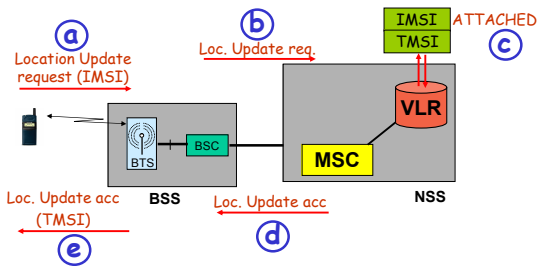 a
Location Update
request (IMSI)
b
Loc. Update req.
IMSI
TMSI
ATTACHED
c
VLR
MSC
NSS
BTS
BSC
BSS
Loc. Update acc
d
Loc. Update acc
(TMSI)
e